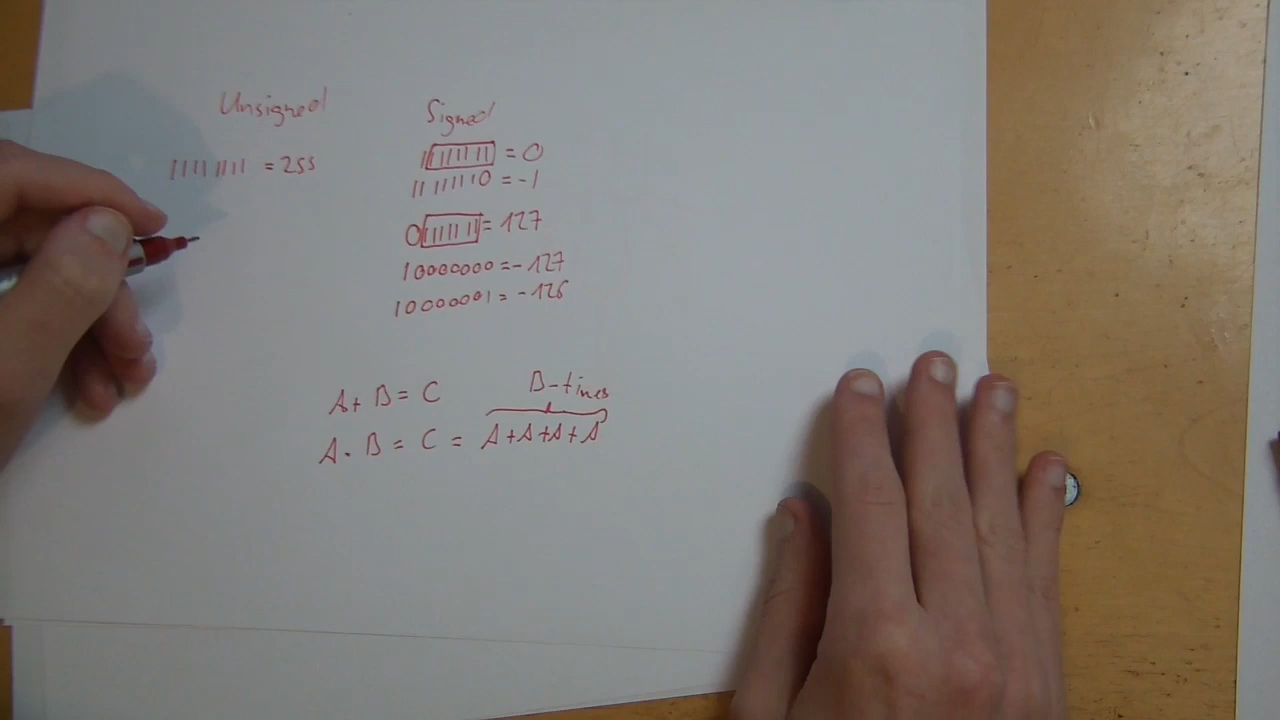 Unsigned
11111111 = 255
Signed
11111111 = 0
11111110 = -1
01111111 = 127
10000000 = -127
10000001 = -126
A + B = C
B-times
A · B = C = A + A + A + A